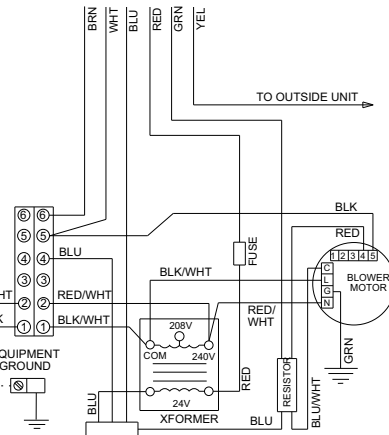 BRN
WHT
BLU
RED
GRN
YEL
TO OUTSIDE UNIT
6 6
5 5
4 4
3 3
2 2
1 1
BLK
RED
1 2 3 4 5
C
L
G
N
BLOWER
MOTOR
FUSE
BLU
BLK/WHT
HT
RED/WHT
RED/
WHT
K
BLK/WHT
208V
COM
240V
24V
XFORMER
QUIPMENT
GROUND
BLU
RED
RESISTOR
BLU
BLU/WHT
GRN